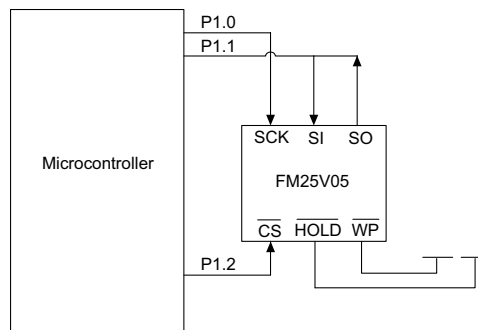 P1.0
P1.1
SCK SI SO
Microcontroller
FM25V05
CS HOLD WP
P1.2